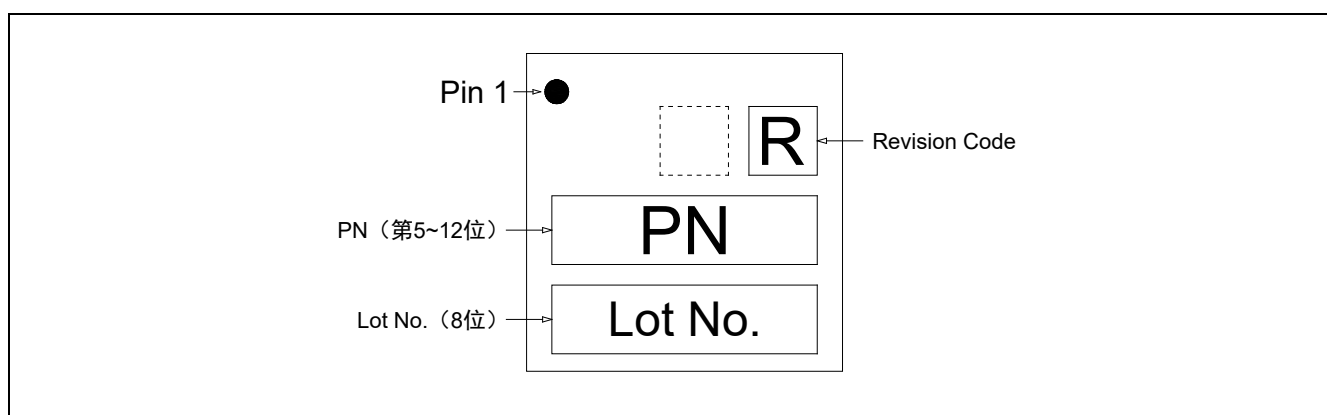 Pin 1
R
Revision Code
PN（第5~12位）
PN
Lot No.（8位）
Lot No.